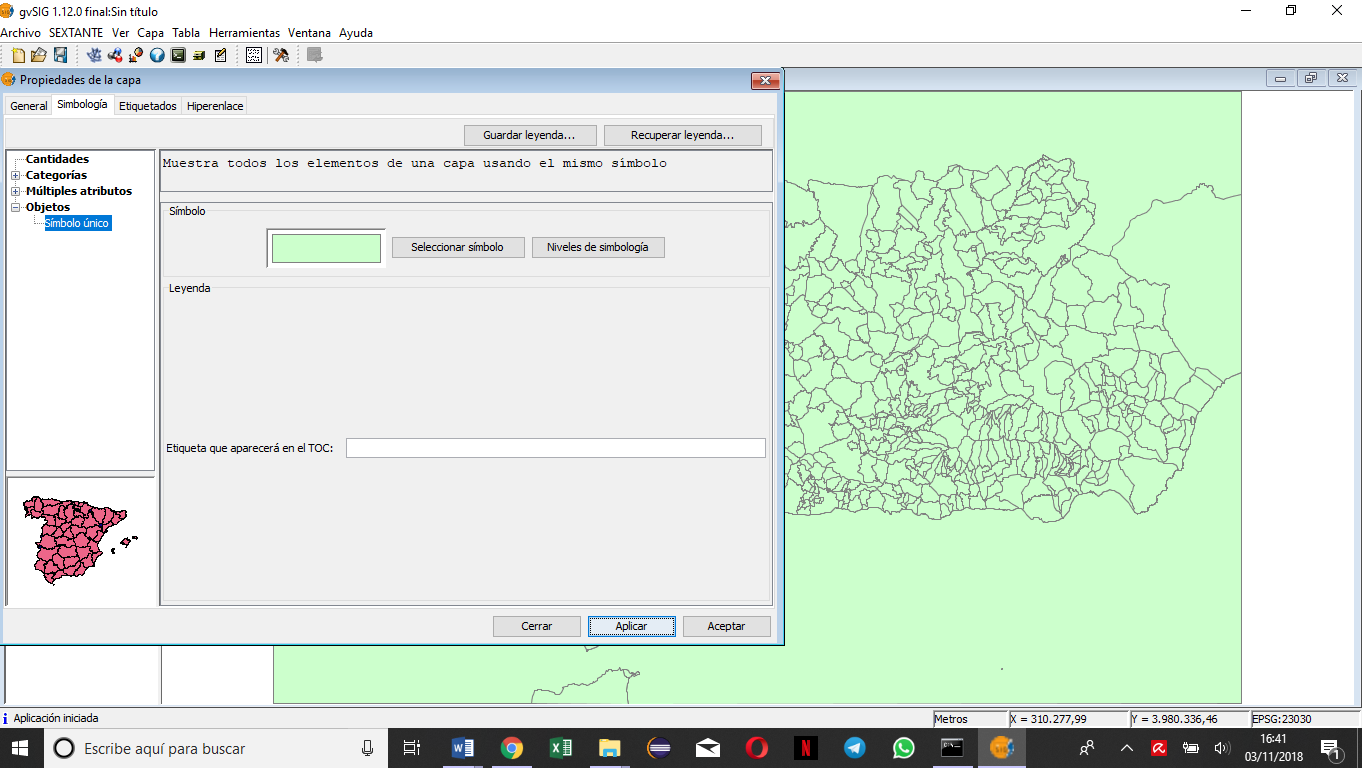 gvSIG 1.12.0 final:Sin título
Archivo SEXTANTE Ver Capa Tabla Herramientas Ventana Ayuda
Propiedades de la capa
General Simbología Etiquetados Hiperenlace
Guardar leyenda... Recuperar leyenda...
Cantidades
Categorías
Múltiples atributos
Objetos
Símbolo único
Muestra todos los elementos de una capa usando el mismo símbolo
Símbolo
Seleccionar símbolo Niveles de simbología
Leyenda
Etiqueta que aparecerá en el TOC:
Cerrar Aplicar Aceptar
Aplicación iniciada
Metros X = 310.277,99 Y = 3.980.336,46 EPSG:23030
Escribe aquí para buscar
16:41
03/11/2018
1